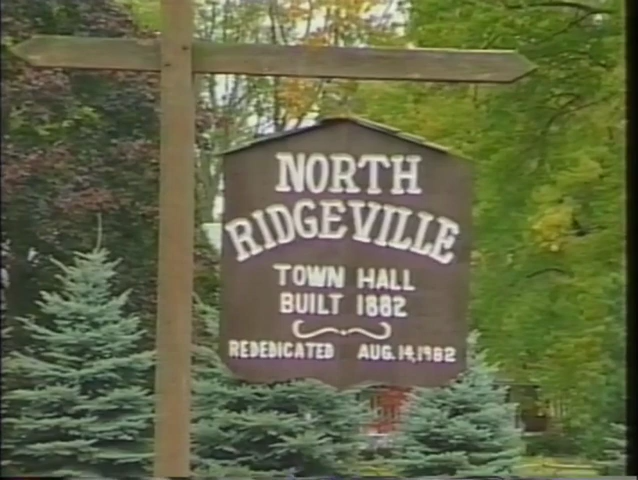 NORTH
RIDGEVILLE
TOWN HALL
BUILT 1882
REDEDICATED AUG. 14, 1982